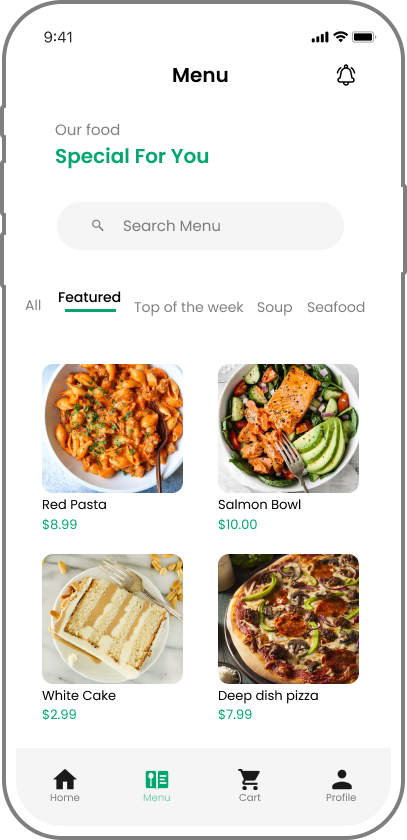 9:41
Menu
Our food
Special For You
Search Menu
All Featured Top of the week Soup Seafood
Red Pasta Salmon Bowl
$8.99 $10.00
White Cake Deep dish pizza
$2.99 $7.99
Home Menu Cart Profile